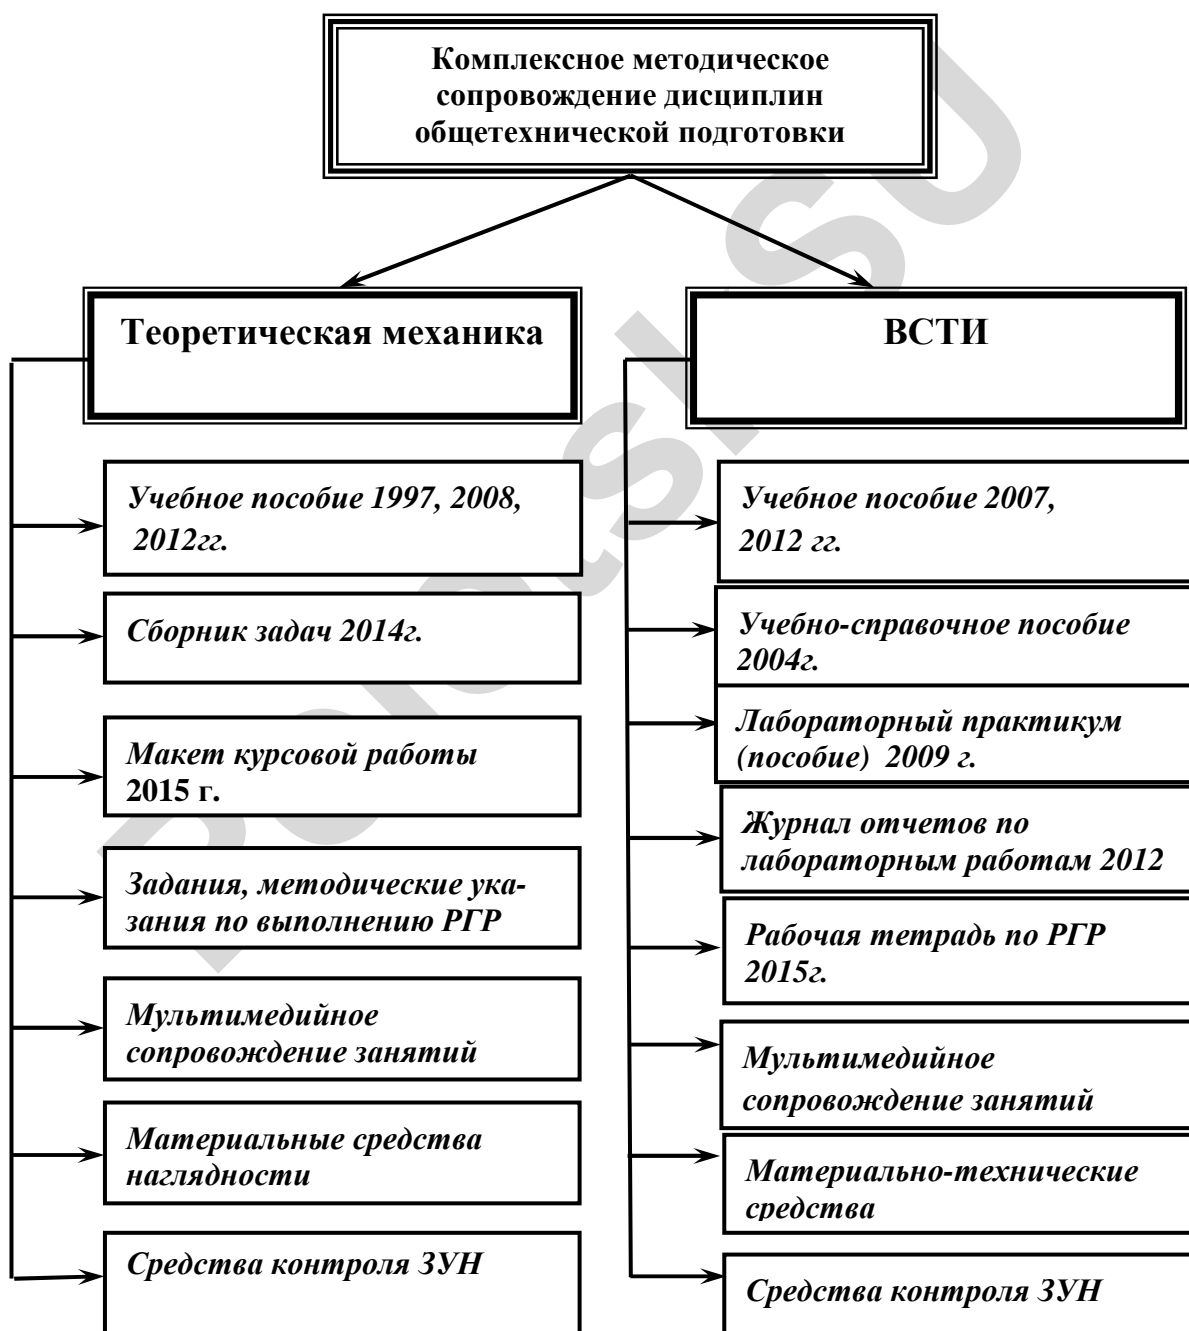 Комплексное методическое
сопровождение дисциплин
общетехнической подготовки
Теоретическая механика
Учебное пособие 1997, 2008,
2012гг.
Сборник задач 2014г.
Макет курсовой работы
2015 г.
Задания, методические ука-
зания по выполнению РГР
Мультимедийное
сопровождение занятий
Материальные средства
наглядности
Средства контроля ЗУН
ВСТИ
Учебное пособие 2007,
2012 гг.
Учебно-справочное пособие
2004г.
Лабораторный практикум
(пособие) 2009 г.
Журнал отчетов по
лабораторным работам 2012
Рабочая тетрадь по РГР
2015г.
Мультимедийное
сопровождение занятий
Материально-технические
средства
Средства контроля ЗУН